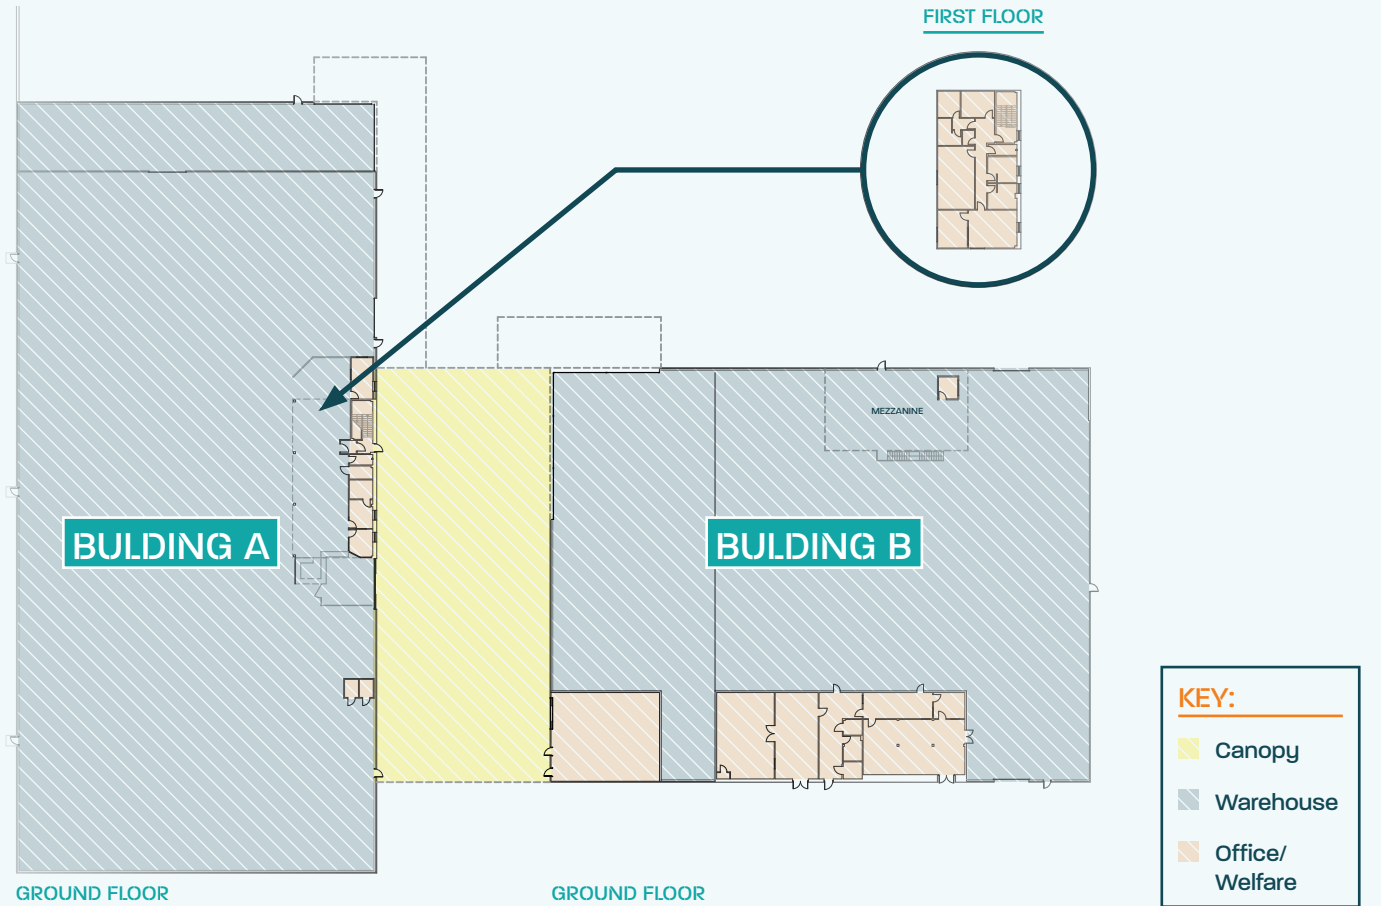 FIRST FLOOR
MEZZANINE
BULDING A
BULDING B
KEY:
Canopy
Warehouse
Office/
Welfare
GROUND FLOOR
GROUND FLOOR